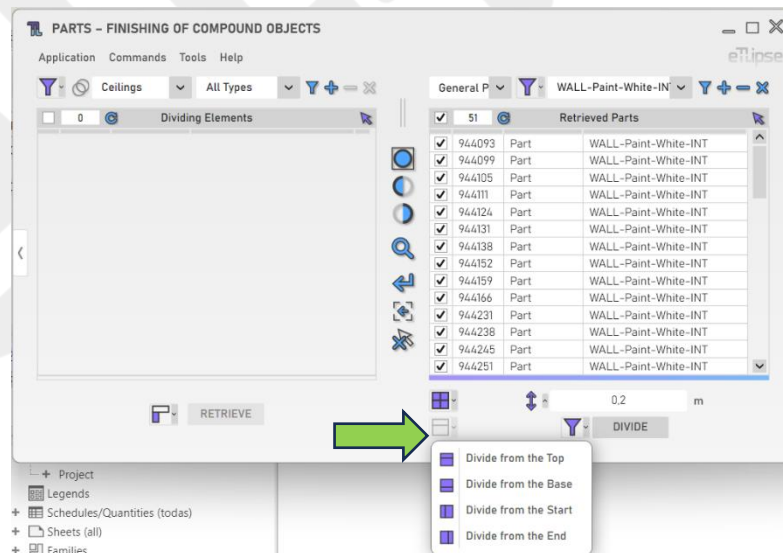 PARTS - FINISHING OF COMPOUND OBJECTS
Application Commands Tools Help
eTLipse
Ceilings All Types
General P WALL-Paint-White-IN
0 Dividing Elements
51 Retrieved Parts
944093 Part WALL-Paint-White-INT
944099 Part WALL-Paint-White-INT
944105 Part WALL-Paint-White-INT
944111 Part WALL-Paint-White-INT
944124 Part WALL-Paint-White-INT
944131 Part WALL-Paint-White-INT
944138 Part WALL-Paint-White-INT
944152 Part WALL-Paint-White-INT
944159 Part WALL-Paint-White-INT
944166 Part WALL-Paint-White-INT
944231 Part WALL-Paint-White-INT
944238 Part WALL-Paint-White-INT
944245 Part WALL-Paint-White-INT
944251 Part WALL-Paint-White-INT
0,2 m
RETRIEVE
DIVIDE
Divide from the Top
Divide from the Base
Divide from the Start
Divide from the End
Project
Legends
Schedules/Quantities (todas)
Sheets (all)
Families